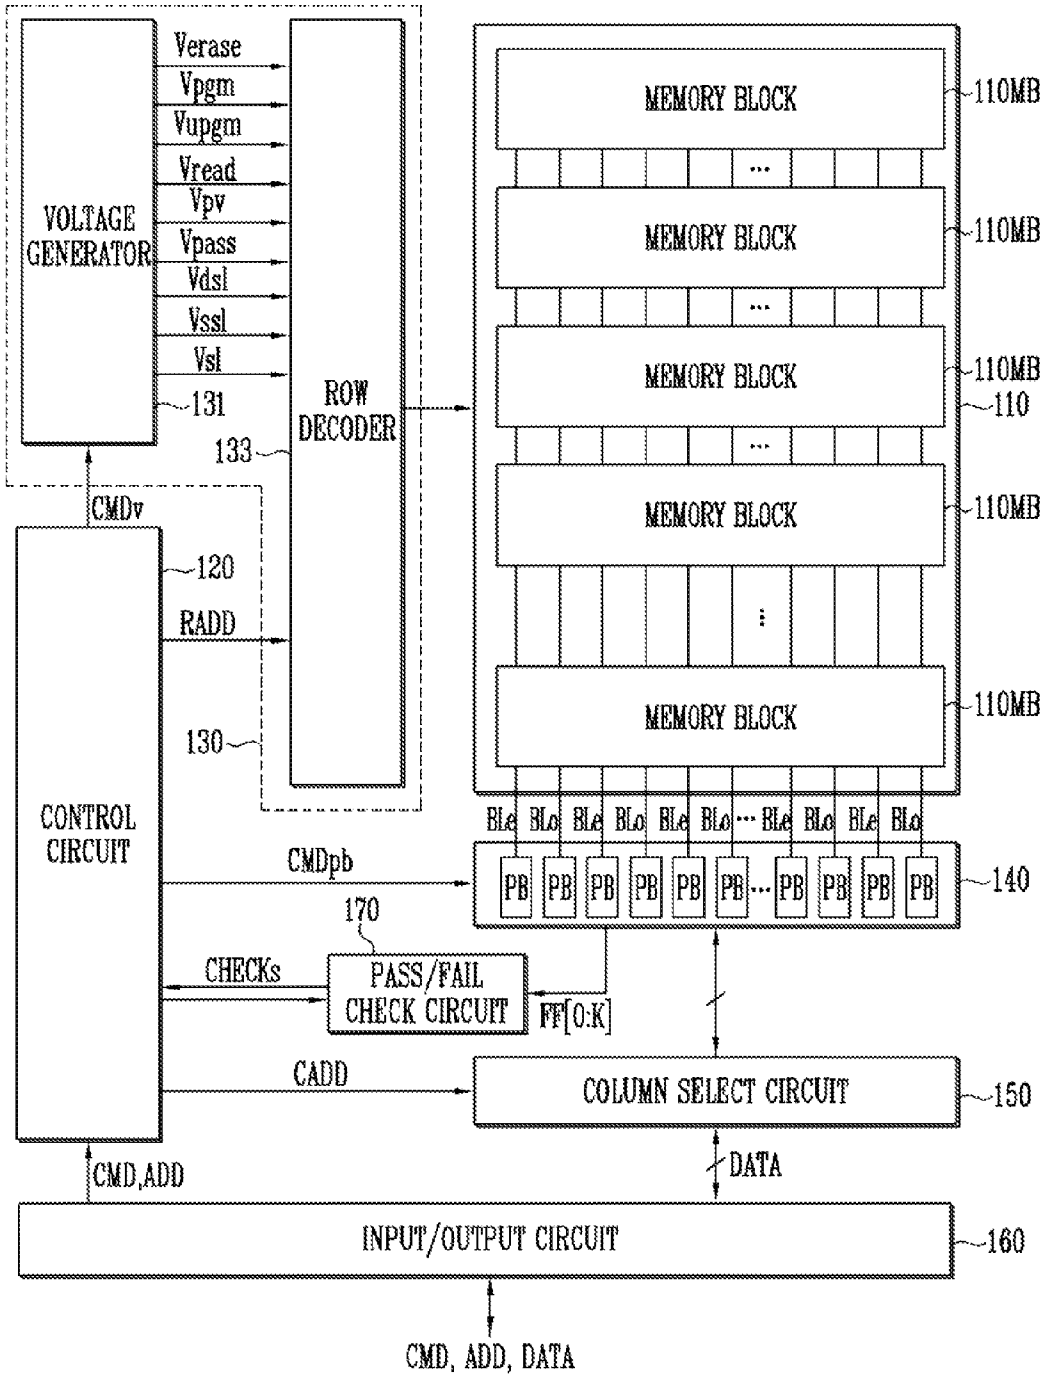 Verase
Vpgm
Vupgm
Vread
Vpv
Vpass
Vdsl
Vssl
Vsl
VOLTAGE
GENERATOR
131
ROW
DECODER
133
MEMORY BLOCK
110MB
...
MEMORY BLOCK
110MB
...
MEMORY BLOCK
110MB
110
...
MEMORY BLOCK
110MB
...
MEMORY BLOCK
110MB
CMDv
120
RADD
130
CONTROL
CIRCUIT
BLe BLo BLe BLo BLe BLo ... BLe BLo BLe BLo
CMDpb
PB PB PB PB PB PB ... PB PB PB PB
140
170
CHECKs
PASS/FAIL
CHECK CIRCUIT
FF[0:K]
CADD
COLUMN SELECT CIRCUIT
150
CMD,ADD
DATA
INPUT/OUTPUT CIRCUIT
160
CMD, ADD, DATA